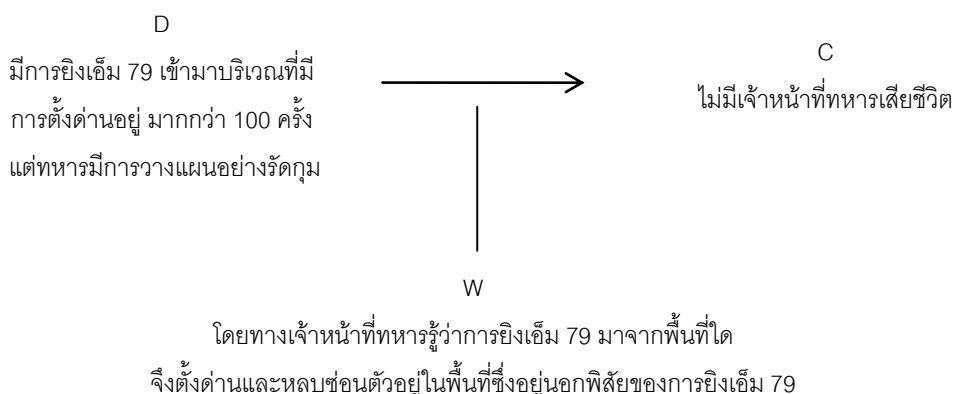 D
มีการยิงเอ็ม 79 เข้ามาบริเวณที่มี
การตั้งด่านอยู่ มากกว่า 100 ครั้ง
แต่ทหารมีการวางแผนอย่างรัดกุม
C
ไม่มีเจ้าหน้าที่ทหารเสียชีวิต
W
โดยทางเจ้าหน้าที่ทหารรู้ว่าการยิงเอ็ม 79 มาจากพื้นที่ใด
จึงตั้งด่านและหลบซ่อนตัวอยู่ในพื้นที่ซึ่งอยู่นอกพิสัยของการยิงเอ็ม 79